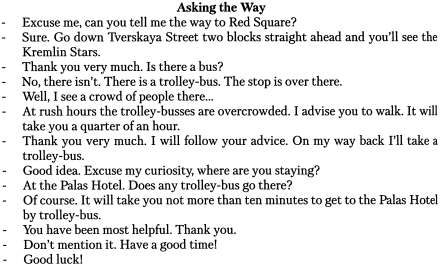 Asking the Way
- Excuse me, can you tell me the way to Red Square?
- Sure. Go down Tverskaya Street two blocks straight ahead and you'll see the
Kremlin Stars.
- Thank you very much. Is there a bus?
- No, there isn't. There is a trolley-bus. The stop is over there.
- Well, I see a crowd of people there...
- At rush hours the trolley-busses are overcrowded. I advise you to walk. It will
take you a quarter of an hour.
- Thank you very much. I will follow your advice. On my way back I'll take a
trolley-bus.
- Good idea. Excuse my curiosity, where are you staying?
- At the Palas Hotel. Does any trolley-bus go there?
- Of course. It will take you not more than ten minutes to get to the Palas Hotel
by trolley-bus.
- You have been most helpful. Thank you.
- Don't mention it. Have a good time!
- Good luck!